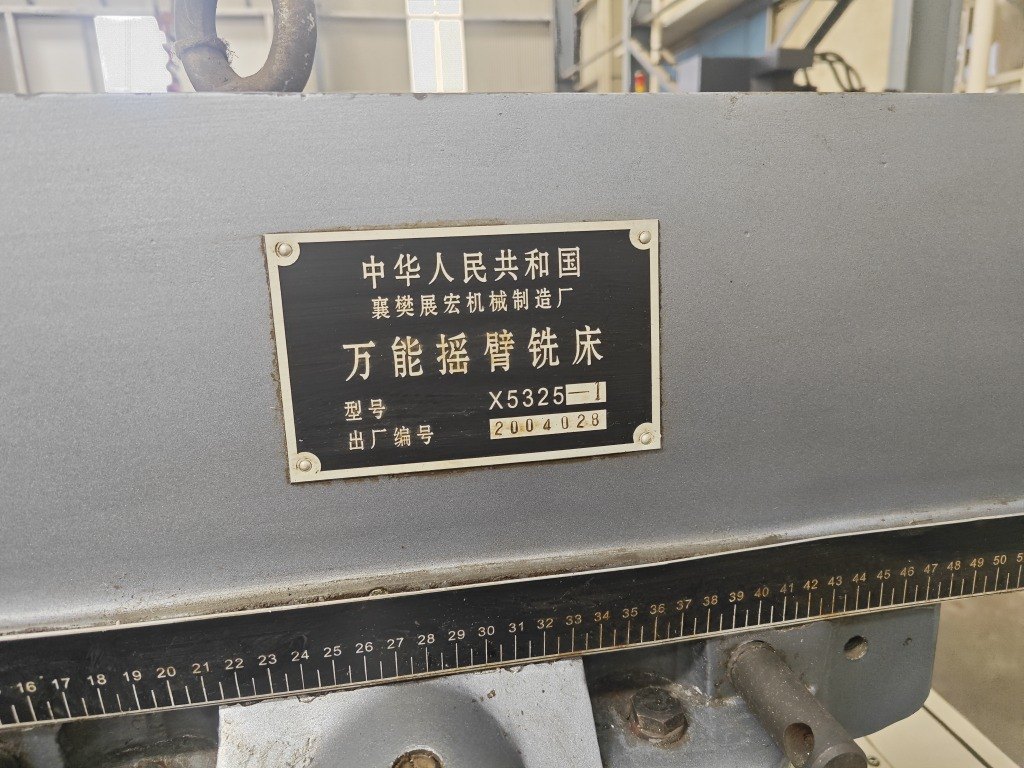 中华人民共和国
襄樊展宏机械制造厂
万能摇臂铣床
型号 X5325-1
出厂编号 2004028
16 17 18 19 20 21 22 23 24 25 26 27 28 29 30 31 32 33 34 35 36 37 38 39 40 41 42 43 44 45 46 47 48 49 50